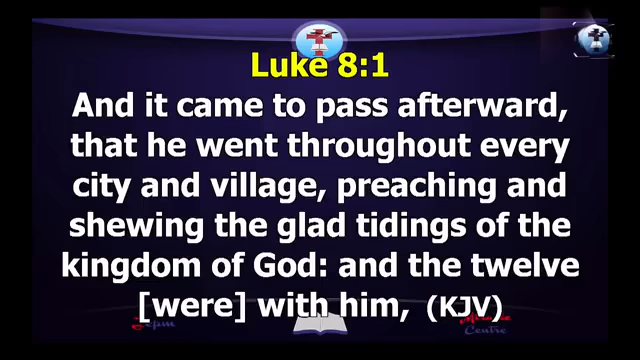 Luke 8:1
And it came to pass afterward,
that he went throughout every
city and village, preaching and
shewing the glad tidings of the
kingdom of God: and the twelve
[were] with him, (KJV)
Centre